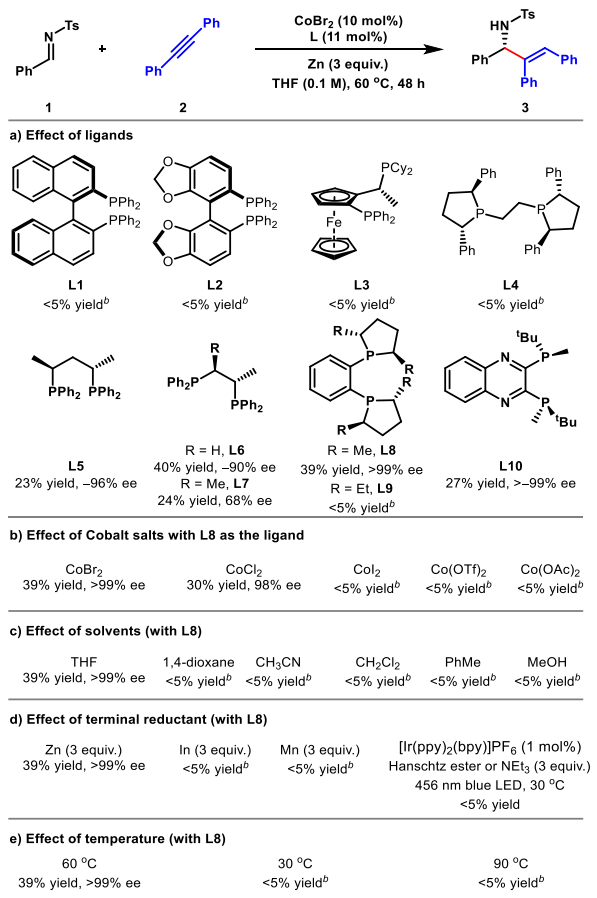 HN Ts
N Ts
Ph
1
+
Ph
Ph
2
CoBr2 (10 mol%)
L (11 mol%)
Zn (3 equiv.)
THF (0.1 M), 60 °C, 48 h
Ph
Ph
Ph
3
a) Effect of ligands
PPh2
PPh2
L1
<5% yield^b
O
O
O
O
PPh2
PPh2
L2
<5% yield^b
PCy2
Fe
PPh2
L3
<5% yield^b
Ph
P
Ph
P
Ph
Ph
L4
<5% yield^b
PPh2 PPh2
L5
23% yield, –96% ee
R
Ph2P
PPh2
R = H, L6
40% yield, –90% ee
R = Me, L7
24% yield, 68% ee
R
P
R
R
P
R
R = Me, L8
39% yield, >99% ee
R = Et, L9
<5% yield^b
tBu
N
P
N
P
tBu
L10
27% yield, >–99% ee
b) Effect of Cobalt salts with L8 as the ligand
CoBr2 CoCl2 CoI2 Co(OTf)2 Co(OAc)2
39% yield, >99% ee 30% yield, 98% ee <5% yield^b <5% yield^b <5% yield^b
c) Effect of solvents (with L8)
THF 1,4-dioxane CH3CN CH2Cl2 PhMe MeOH
39% yield, >99% ee <5% yield^b <5% yield^b <5% yield^b <5% yield^b <5% yield^b
d) Effect of terminal reductant (with L8)
Zn (3 equiv.) In (3 equiv.) Mn (3 equiv.)
39% yield, >99% ee <5% yield^b <5% yield^b
[Ir(ppy)2(bpy)]PF6 (1 mol%)
Hanschtz ester or NEt3 (3 equiv.)
456 nm blue LED, 30 °C
<5% yield
e) Effect of temperature (with L8)
60 °C 30 °C 90 °C
39% yield, >99% ee <5% yield^b <5% yield^b